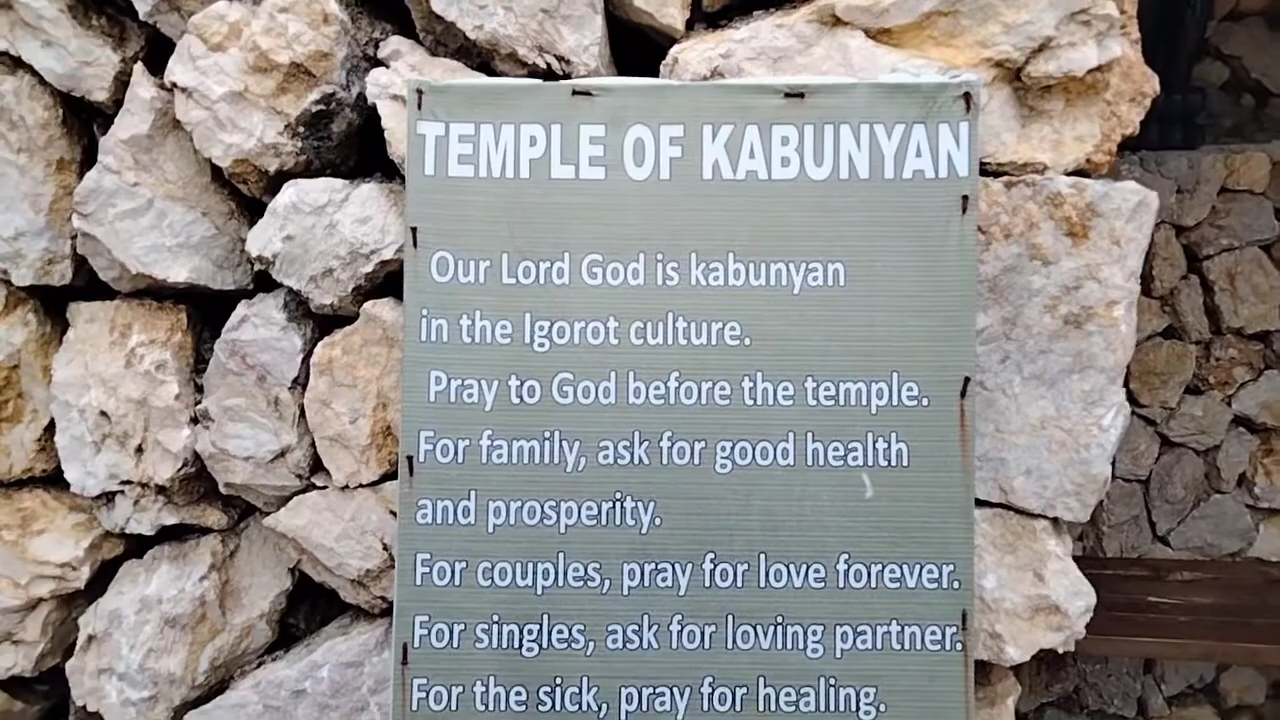 TEMPLE OF KABUNYAN
Our Lord God is kabunyan
in the Igorot culture.
Pray to God before the temple.
For family, ask for good health
and prosperity.
For couples, pray for love forever.
For singles, ask for loving partner.
For the sick, pray for healing.